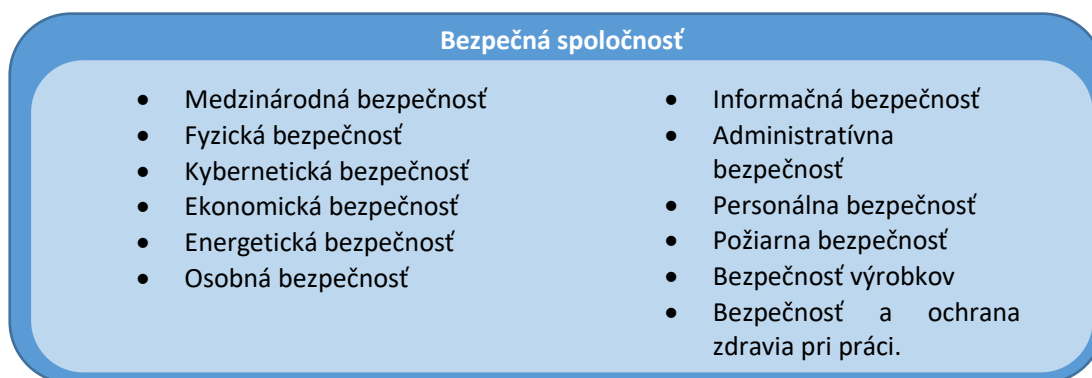 Bezpečná spoločnosť
• Medzinárodná bezpečnosť
• Fyzická bezpečnosť
• Kybernetická bezpečnosť
• Ekonomická bezpečnosť
• Energetická bezpečnosť
• Osobná bezpečnosť
• Informačná bezpečnosť
• Administratívna
bezpečnosť
• Personálna bezpečnosť
• Požiarna bezpečnosť
• Bezpečnosť výrobkov
• Bezpečnosť a ochrana
zdravia pri práci.